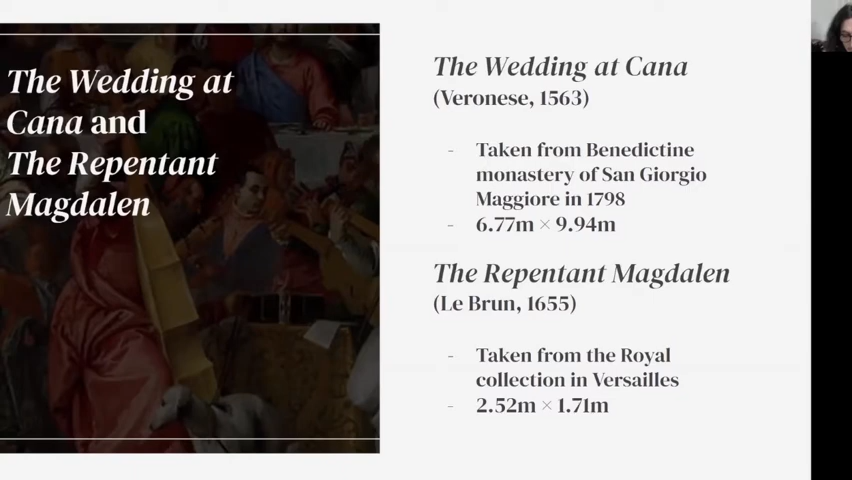 The Wedding at
Cana and
The Repentant
Magdalen
The Wedding at Cana
(Veronese, 1563)
- Taken from Benedictine
monastery of San Giorgio
Maggiore in 1798
- 6.77m × 9.94m
The Repentant Magdalen
(Le Brun, 1655)
- Taken from the Royal
collection in Versailles
- 2.52m × 1.71m